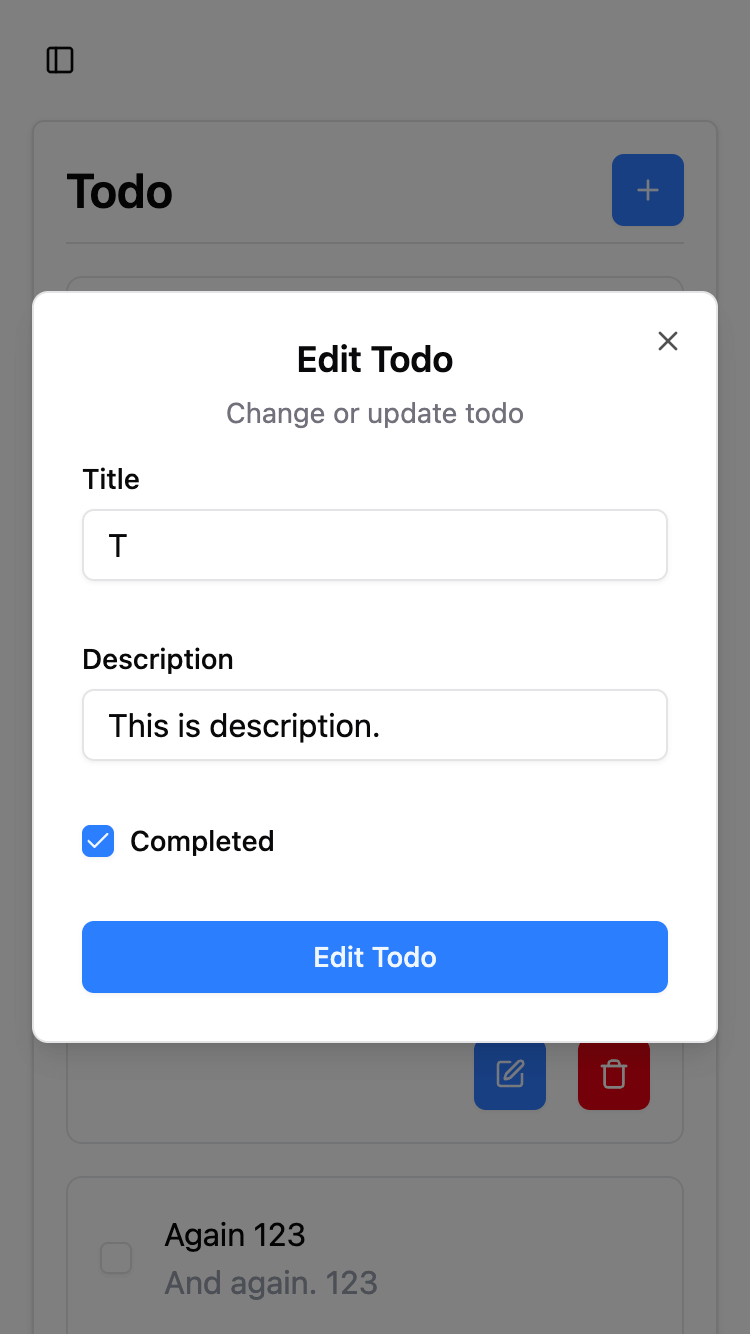 Todo
Edit Todo
Change or update todo
Title
T
Description
This is description.
Completed
Edit Todo
Again 123
And again. 123